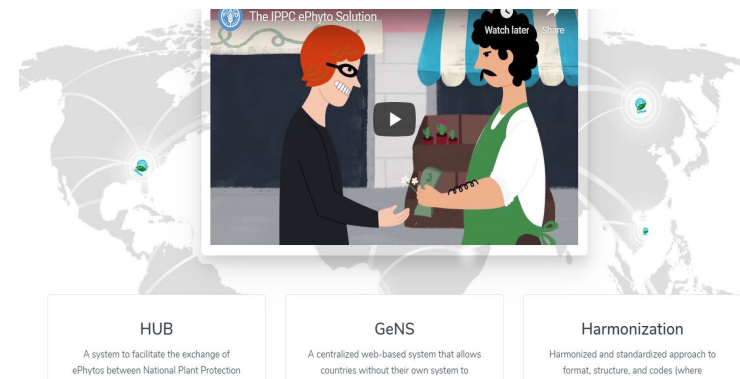 The IPPC ePhyto Solution
Watch later
Share
HUB
A system to facilitate the exchange of
ePhytos between National Plant Protection
GeNS
A centralized web-based system that allows
countries without their own system to
Harmonization
Harmonized and standardized approach to
format, structure, and codes (where